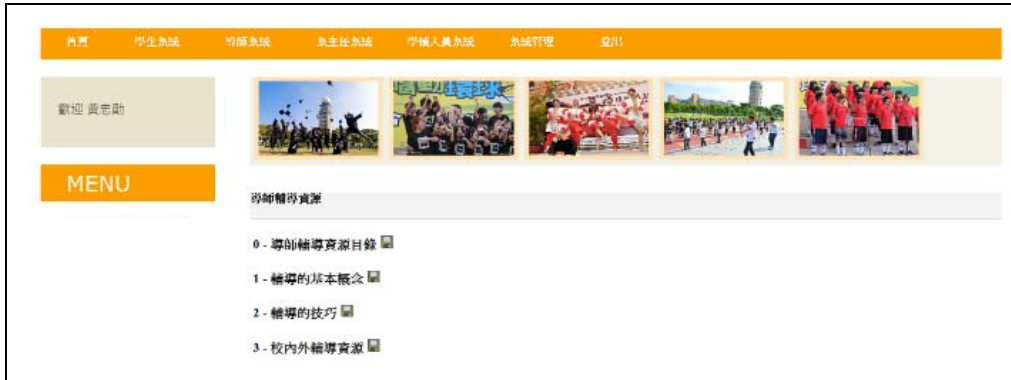 首頁 學生系統 導師系統 系主任系統 學輔人員系統 系統管理 登出
歡迎 黃志勛
MENU
導師輔導資源
0 - 導師輔導資源目錄
1 - 輔導的基本概念
2 - 輔導的技巧
3 - 校內外輔導資源